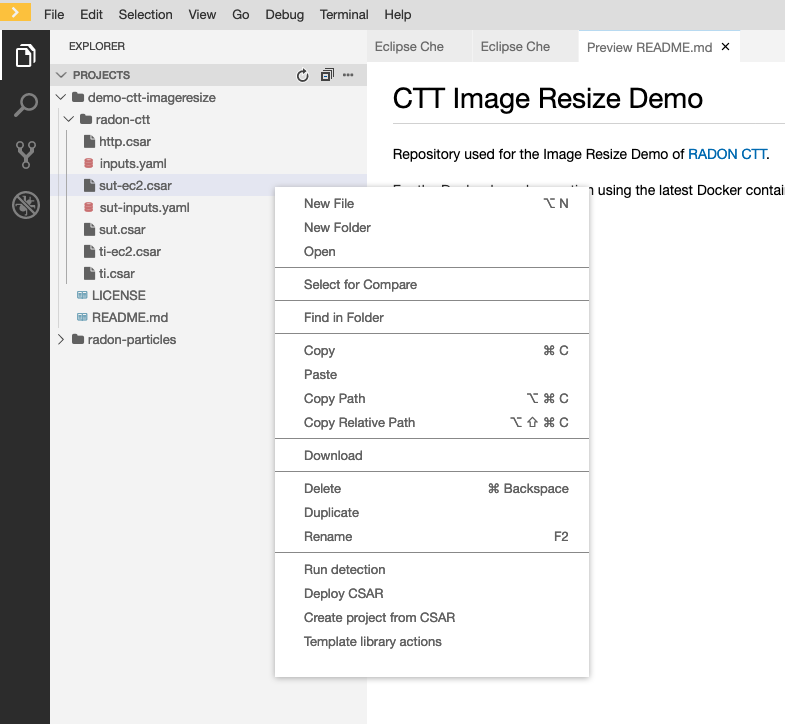 File Edit Selection View Go Debug Terminal Help
EXPLORER
Eclipse Che Eclipse Che Preview README.md
PROJECTS
demo-ctt-imageresize
radon-ctt
http.csar
inputs.yaml
sut-ec2.csar
sut-inputs.yaml
sut.csar
ti-ec2.csar
ti.csar
LICENSE
README.md
radon-particles
CTT Image Resize Demo
Repository used for the Image Resize Demo of RADON CTT.
using the latest Docker contai
New File ⌥ N
New Folder
Open
Select for Compare
Find in Folder
Copy ⌘ C
Paste
Copy Path ⌥ ⌘ C
Copy Relative Path ⌥ ⇧ ⌘ C
Download
Delete ⌘ Backspace
Duplicate
Rename F2
Run detection
Deploy CSAR
Create project from CSAR
Template library actions